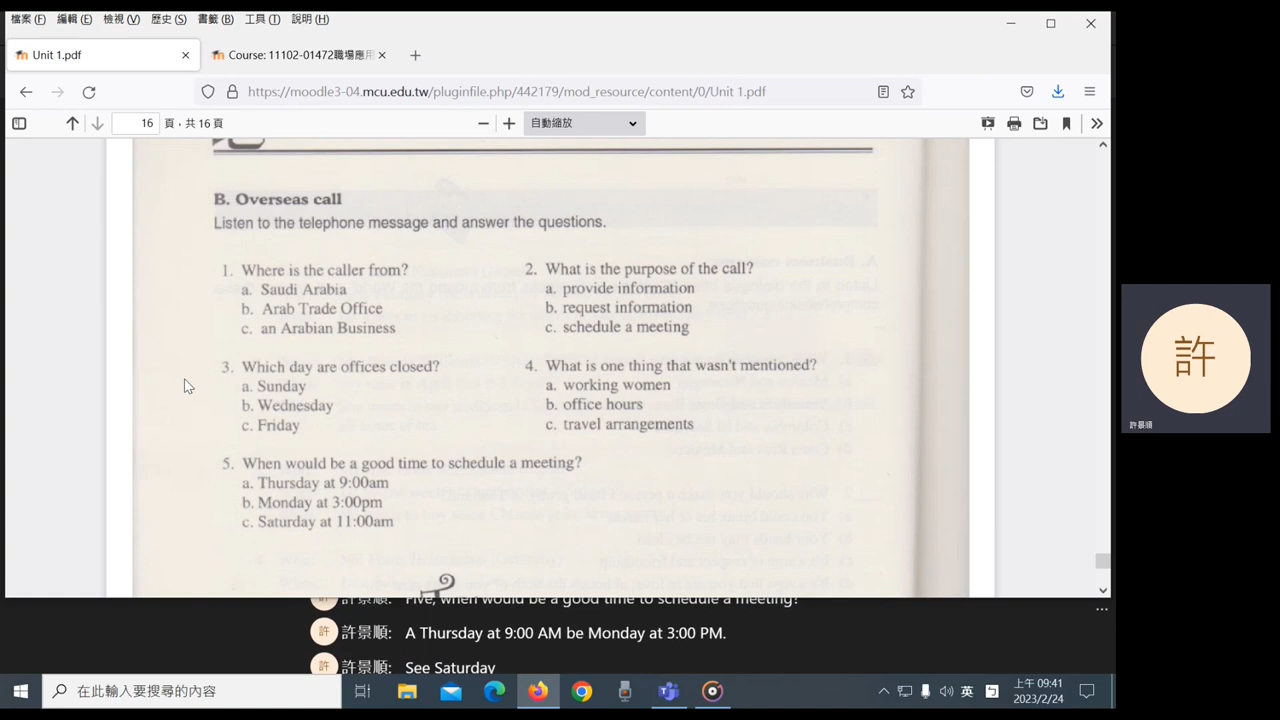 檔案 (F) 編輯 (E) 檢視 (V) 歷史 (S) 書籤 (B) 工具 (T) 說明 (H)
Unit 1.pdf
Course: 11102-01472職場應用
https://moodle3-04.mcu.edu.tw/pluginfile.php/442179/mod_resource/content/0/Unit 1.pdf
16 頁，共 16 頁
自動縮放
B. Overseas call
Listen to the telephone message and answer the questions.
1. Where is the caller from?
a. Saudi Arabia
b. Arab Trade Office
c. an Arabian Business
2. What is the purpose of the call?
a. provide information
b. request information
c. schedule a meeting
3. Which day are offices closed?
a. Sunday
b. Wednesday
c. Friday
4. What is one thing that wasn't mentioned?
a. working women
b. office hours
c. travel arrangements
5. When would be a good time to schedule a meeting?
a. Thursday at 9:00am
b. Monday at 3:00pm
c. Saturday at 11:00am
許
許景順
許 許景順: Five, when would be a good time to schedule a meeting?
許 許景順: A Thursday at 9:00 AM be Monday at 3:00 PM.
許 許景順: See Saturday
在此輸入要搜尋的內容
英
上午 09:41
2023/2/24